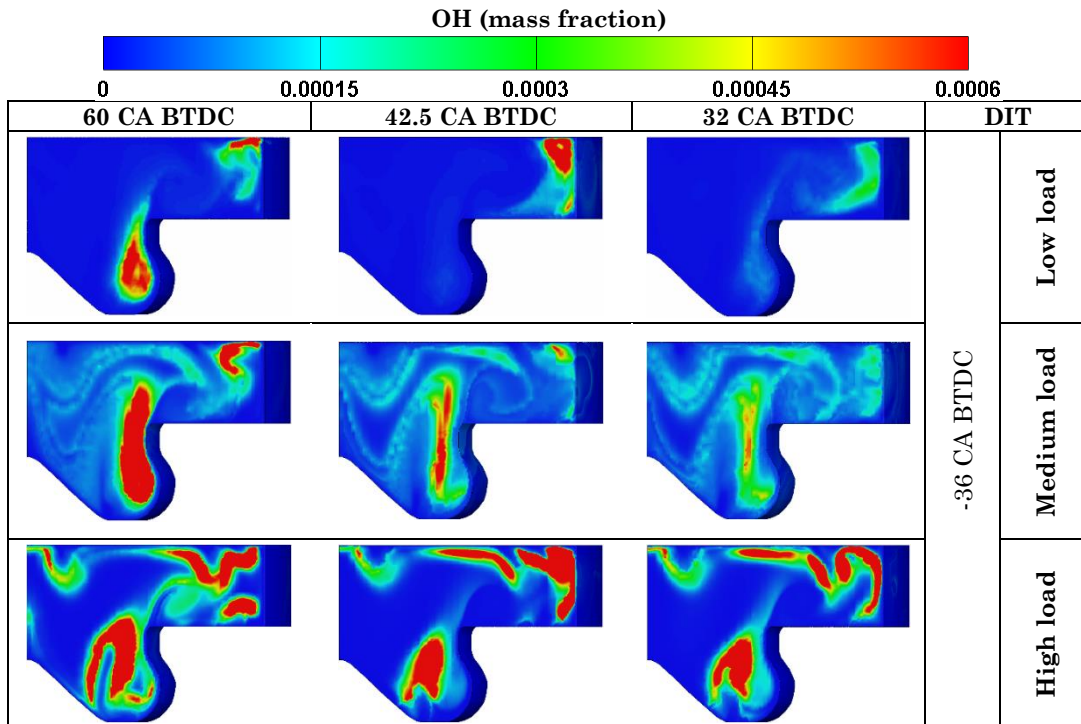 OH (mass fraction)
0 0.00015 0.0003 0.00045 0.0006
60 CA BTDC 42.5 CA BTDC 32 CA BTDC DIT
Low load
-36 CA BTDC
Medium load
High load